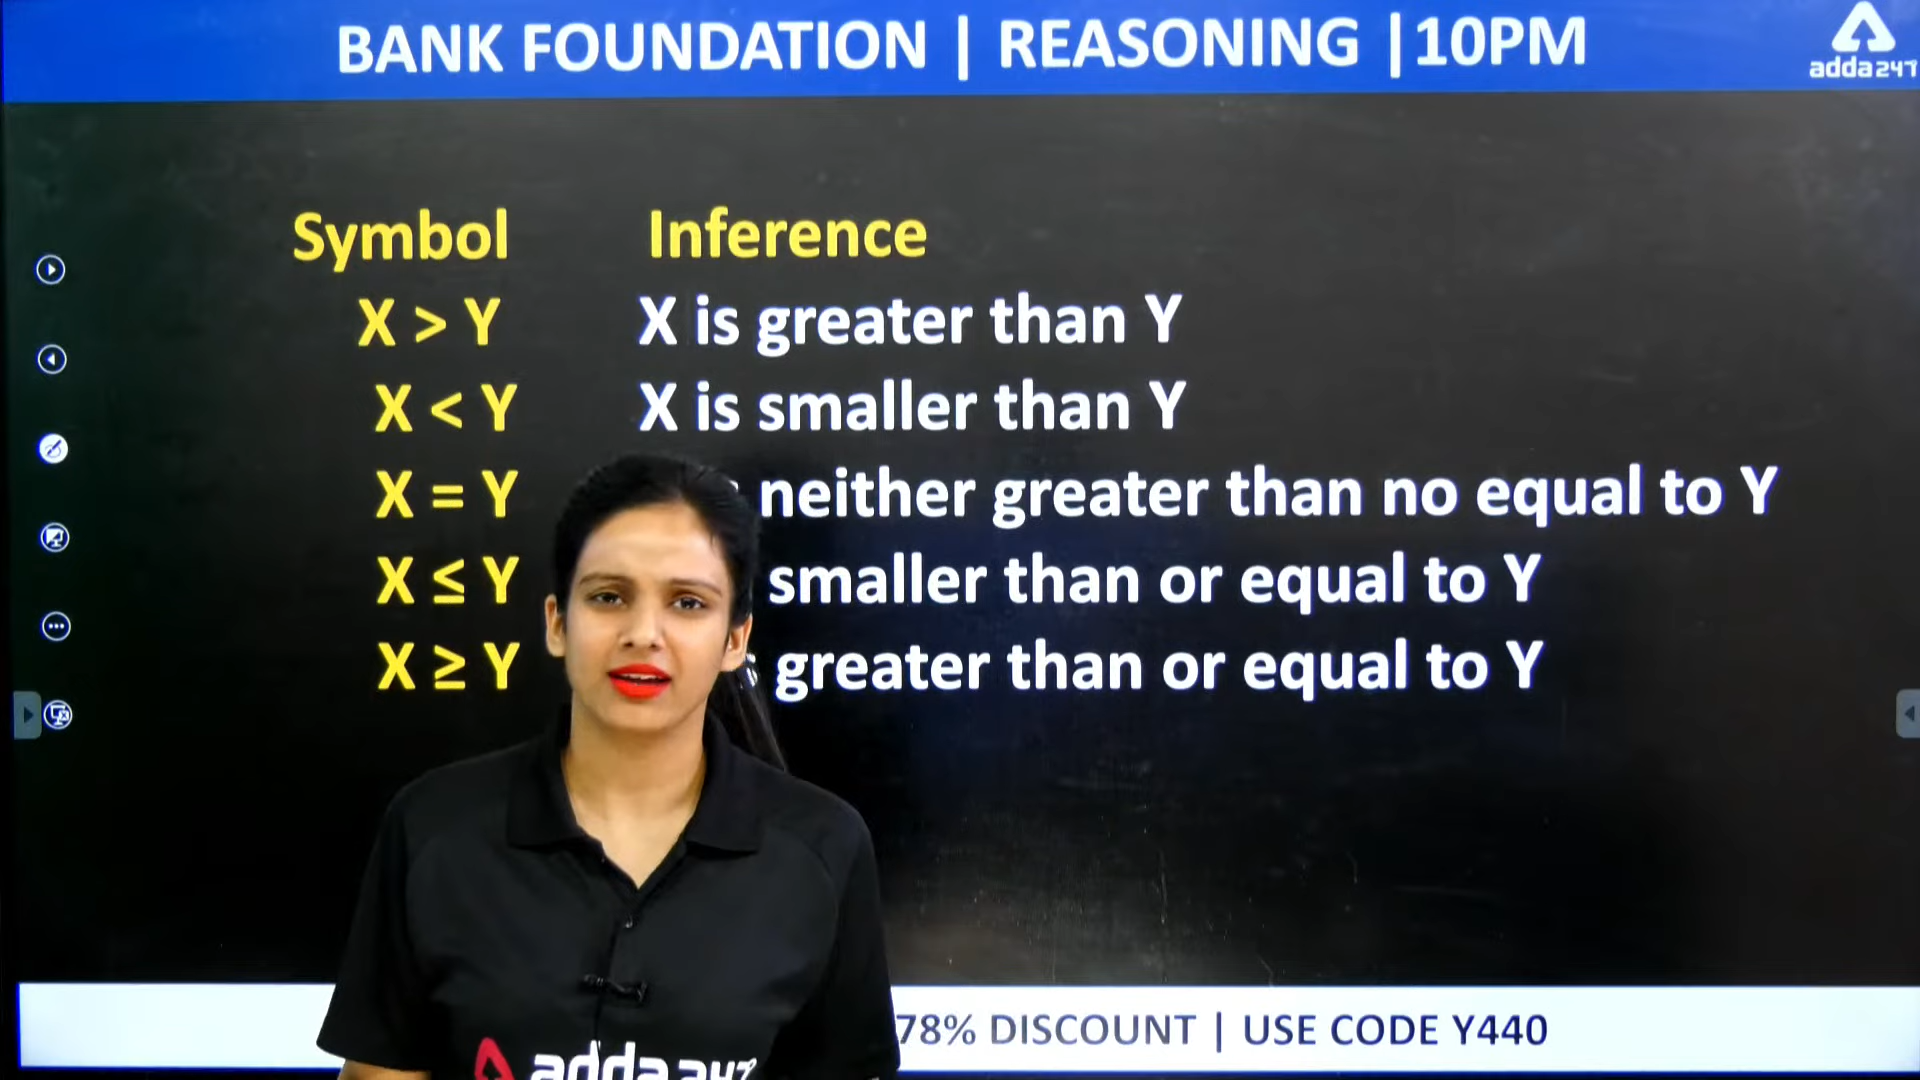 BANK FOUNDATION | REASONING |10PM
adda247
Symbol Inference
X > Y X is greater than Y
X < Y X is smaller than Y
X = Y neither greater than no equal to Y
X ≤ Y smaller than or equal to Y
X ≥ Y greater than or equal to Y
78% DISCOUNT | USE CODE Y440
adda247